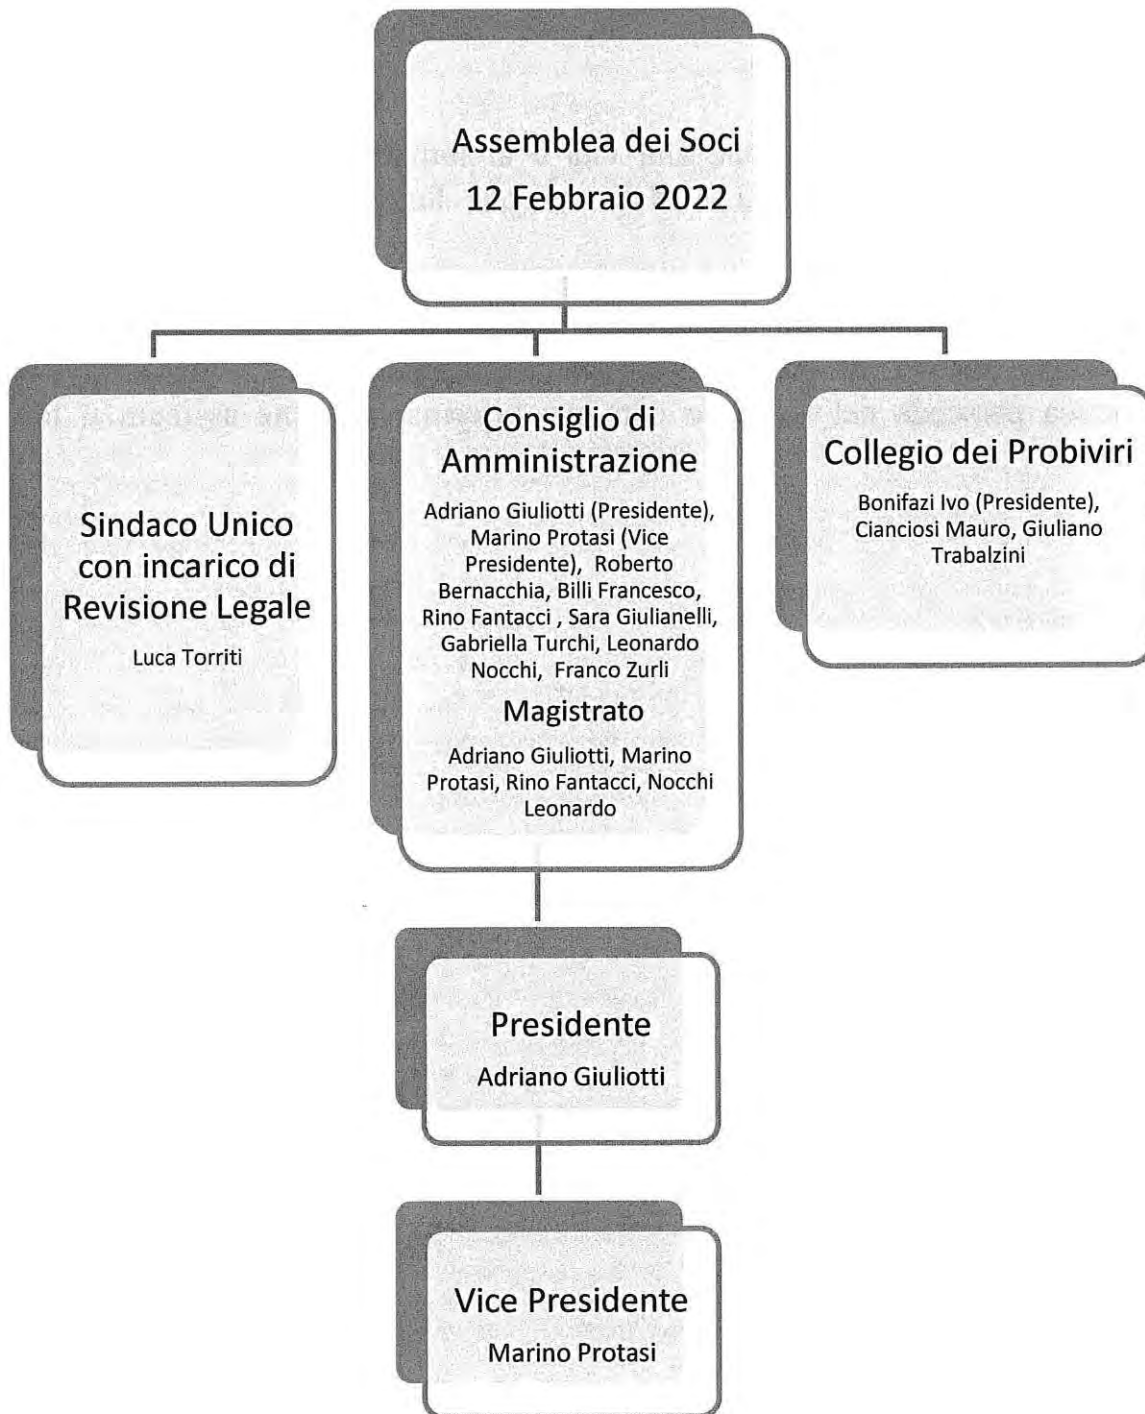 Assemblea dei Soci
12 Febbraio 2022
Sindaco Unico
con incarico di
Revisione Legale
Luca Torriti
Consiglio di
Amministrazione
Adriano Giuliotti (Presidente),
Marino Protasi (Vice
Presidente), Roberto
Bernacchia, Billi Francesco,
Rino Fantacci , Sara Giulianelli,
Gabriella Turchi, Leonardo
Nocchi, Franco Zurli
Magistrato
Adriano Giuliotti, Marino
Protasi, Rino Fantacci, Nocchi
Leonardo
Collegio dei Probiviri
Bonifazi Ivo (Presidente),
Cianciosi Mauro, Giuliano
Trabalzini
Presidente
Adriano Giuliotti
Vice Presidente
Marino Protasi